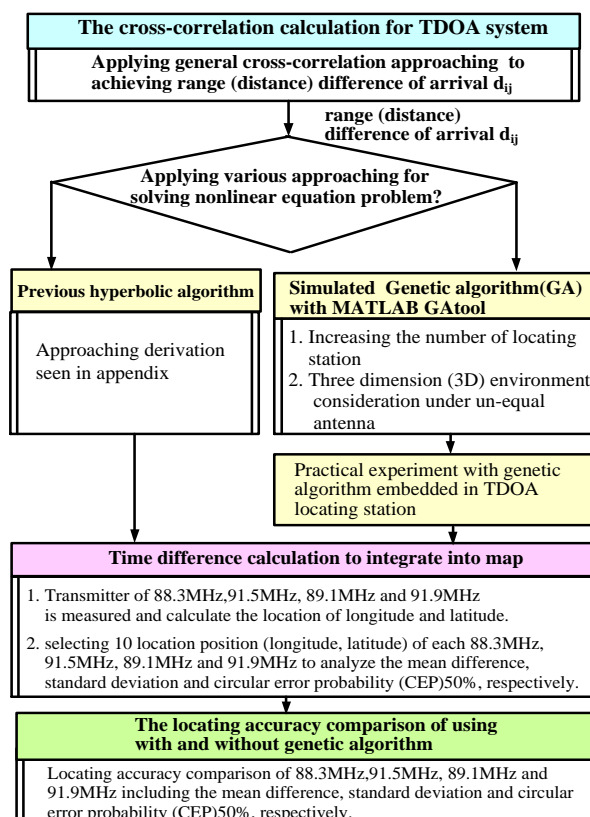 The cross-correlation calculation for TDOA system
Applying general cross-correlation approaching to
achieving range (distance) difference of arrival dij
range (distance)
difference of arrival dij
Applying various approaching for
solving nonlinear equation problem?
Previous hyperbolic algorithm
Approaching derivation
seen in appendix
Simulated Genetic algorithm(GA)
with MATLAB GAtool
1. Increasing the number of locating
station
2. Three dimension (3D) environment
consideration under un-equal
antenna
Practical experiment with genetic
algorithm embedded in TDOA
locating station
Time difference calculation to integrate into map
1. Transmitter of 88.3MHz,91.5MHz, 89.1MHz and 91.9MHz
is measured and calculate the location of longitude and latitude.
2. selecting 10 location position (longitude, latitude) of each 88.3MHz,
91.5MHz, 89.1MHz and 91.9MHz to analyze the mean difference,
standard deviation and circular error probability (CEP)50%, respectively.
The locating accuracy comparison of using
with and without genetic algorithm
Locating accuracy comparison of 88.3MHz,91.5MHz, 89.1MHz and
91.9MHz including the mean difference, standard deviation and circular
error probability (CEP)50%, respectively.